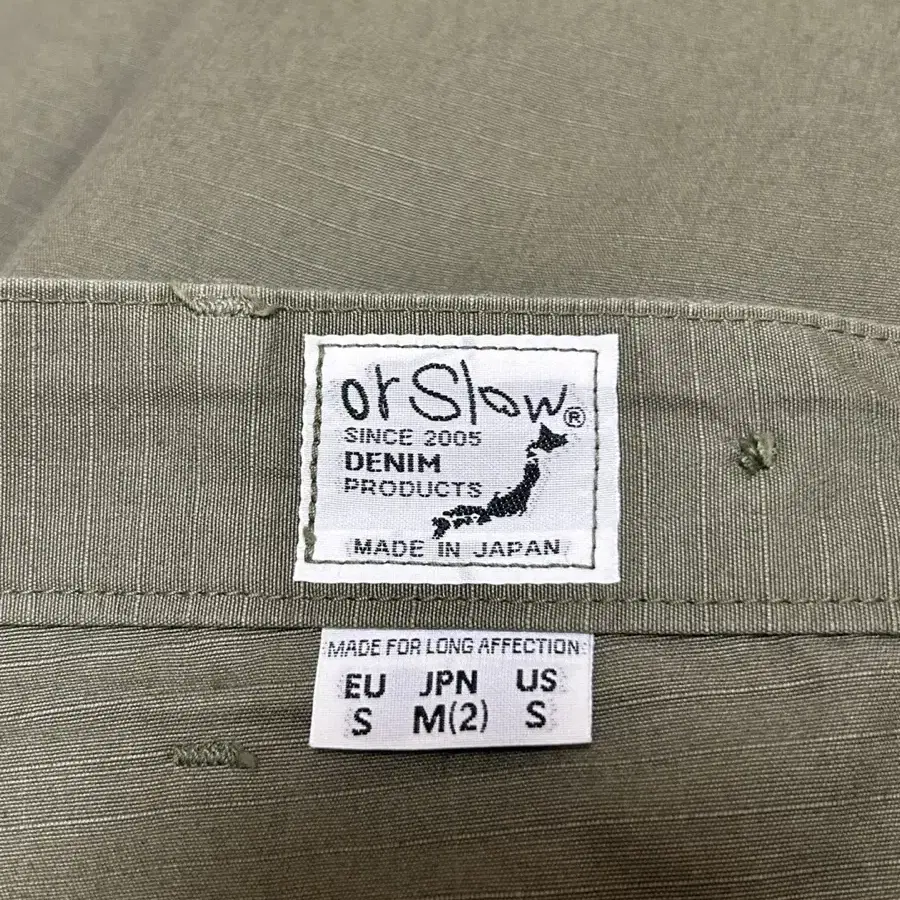 orSlow®
SINCE 2005
DENIM
PRODUCTS
MADE IN JAPAN
MADE FOR LONG AFFECTION
EU JPN US
S M(2) S